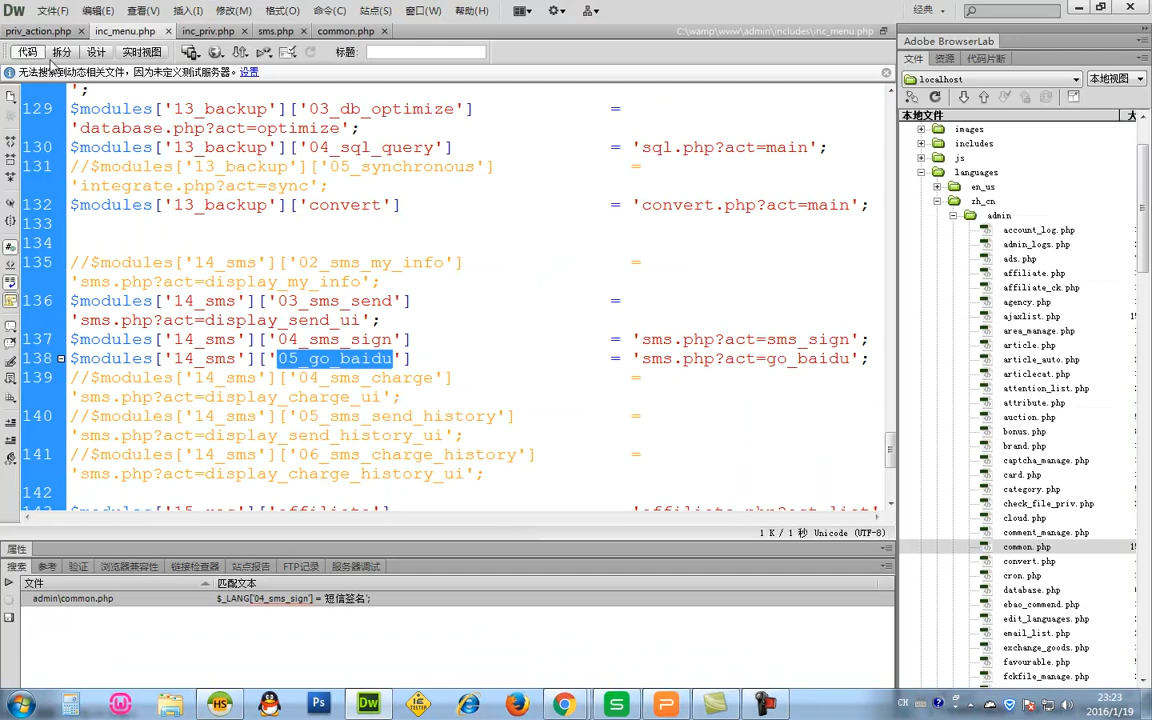 Dw 文件(F) 编辑(E) 查看(V) 插入(I) 修改(M) 格式(O) 命令(C) 站点(S) 窗口(W) 帮助(H) 经典
priv_action.php × inc_menu.php × inc_priv.php × sms.php × common.php × C:\wamp\www\admin\includes\inc_menu.php
代码 拆分 设计 实时视图 标题:
无法搜索到动态相关文件，因为未定义测试服务器。 设置
';
129 $modules['13_backup']['03_db_optimize'] =
'database.php?act=optimize';
130 $modules['13_backup']['04_sql_query'] = 'sql.php?act=main';
131 //$modules['13_backup']['05_synchronous'] =
'integrate.php?act=sync';
132 $modules['13_backup']['convert'] = 'convert.php?act=main';
133
134
135 //$modules['14_sms']['02_sms_my_info'] =
'sms.php?act=display_my_info';
136 $modules['14_sms']['03_sms_send'] =
'sms.php?act=display_send_ui';
137 $modules['14_sms']['04_sms_sign'] = 'sms.php?act=sms_sign';
138 $modules['14_sms']['05_go_baidu'] = 'sms.php?act=go_baidu';
139 //$modules['14_sms']['04_sms_charge'] =
'sms.php?act=display_charge_ui';
140 //$modules['14_sms']['05_sms_send_history'] =
'sms.php?act=display_send_history_ui';
141 //$modules['14_sms']['06_sms_charge_history'] =
'sms.php?act=display_charge_history_ui';
142
1 K / 1 秒 Unicode (UTF-8)
属性
搜索 参考 验证 浏览器兼容性 链接检查器 站点报告 FTP记录 服务器调试
文件 匹配文本
admin\common.php $_LANG['04_sms_sign'] = '短信签名';
Adobe BrowserLab
文件 资源 代码片断
localhost 本地视图
本地文件
images
includes
js
languages
en_us
zh_cn
admin
account_log.php
admin_logs.php
ads.php
affiliate.php
affiliate_ck.php
agency.php
ajaxlist.php
area_manage.php
article.php
article_auto.php
articlecat.php
attention_list.php
attribute.php
auction.php
bonus.php
brand.php
captcha_manage.php
card.php
category.php
check_file_priv.php
cloud.php
comment_manage.php
common.php
convert.php
cron.php
database.php
ebao_commend.php
edit_languages.php
email_list.php
exchange_goods.php
favourable.php
fckfile_manage.php
CH 23:23
2016/1/19